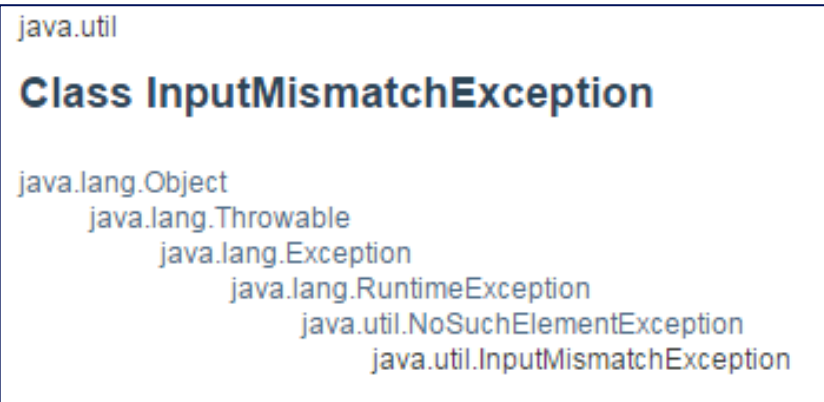 java.util
Class InputMismatchException
java.lang.Object
java.lang.Throwable
java.lang.Exception
java.lang.RuntimeException
java.util.NoSuchElementException
java.util.InputMismatchException